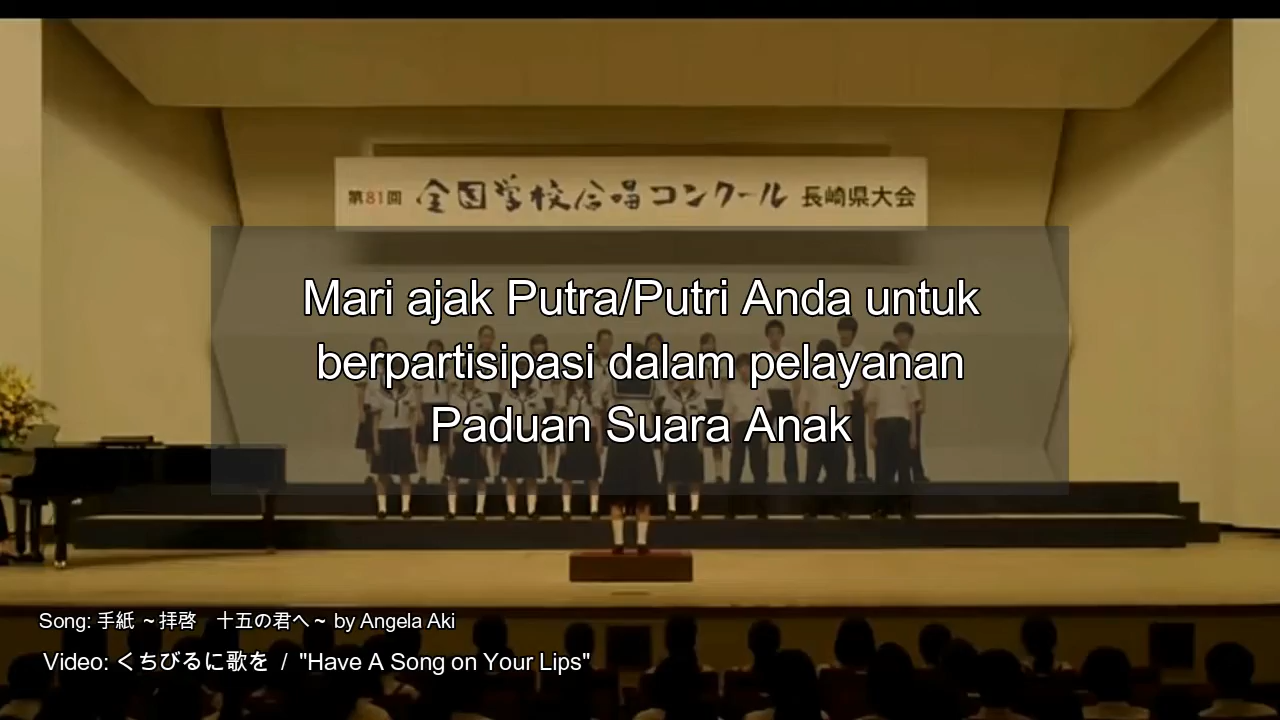 第81回 全国学校合唱コンクール 長崎県大会
Mari ajak Putra/Putri Anda untuk
berpartisipasi dalam pelayanan
Paduan Suara Anak
Song: 手紙 ~拝啓 十五の君へ~ by Angela Aki
Video: くちびるに歌を / "Have A Song on Your Lips"